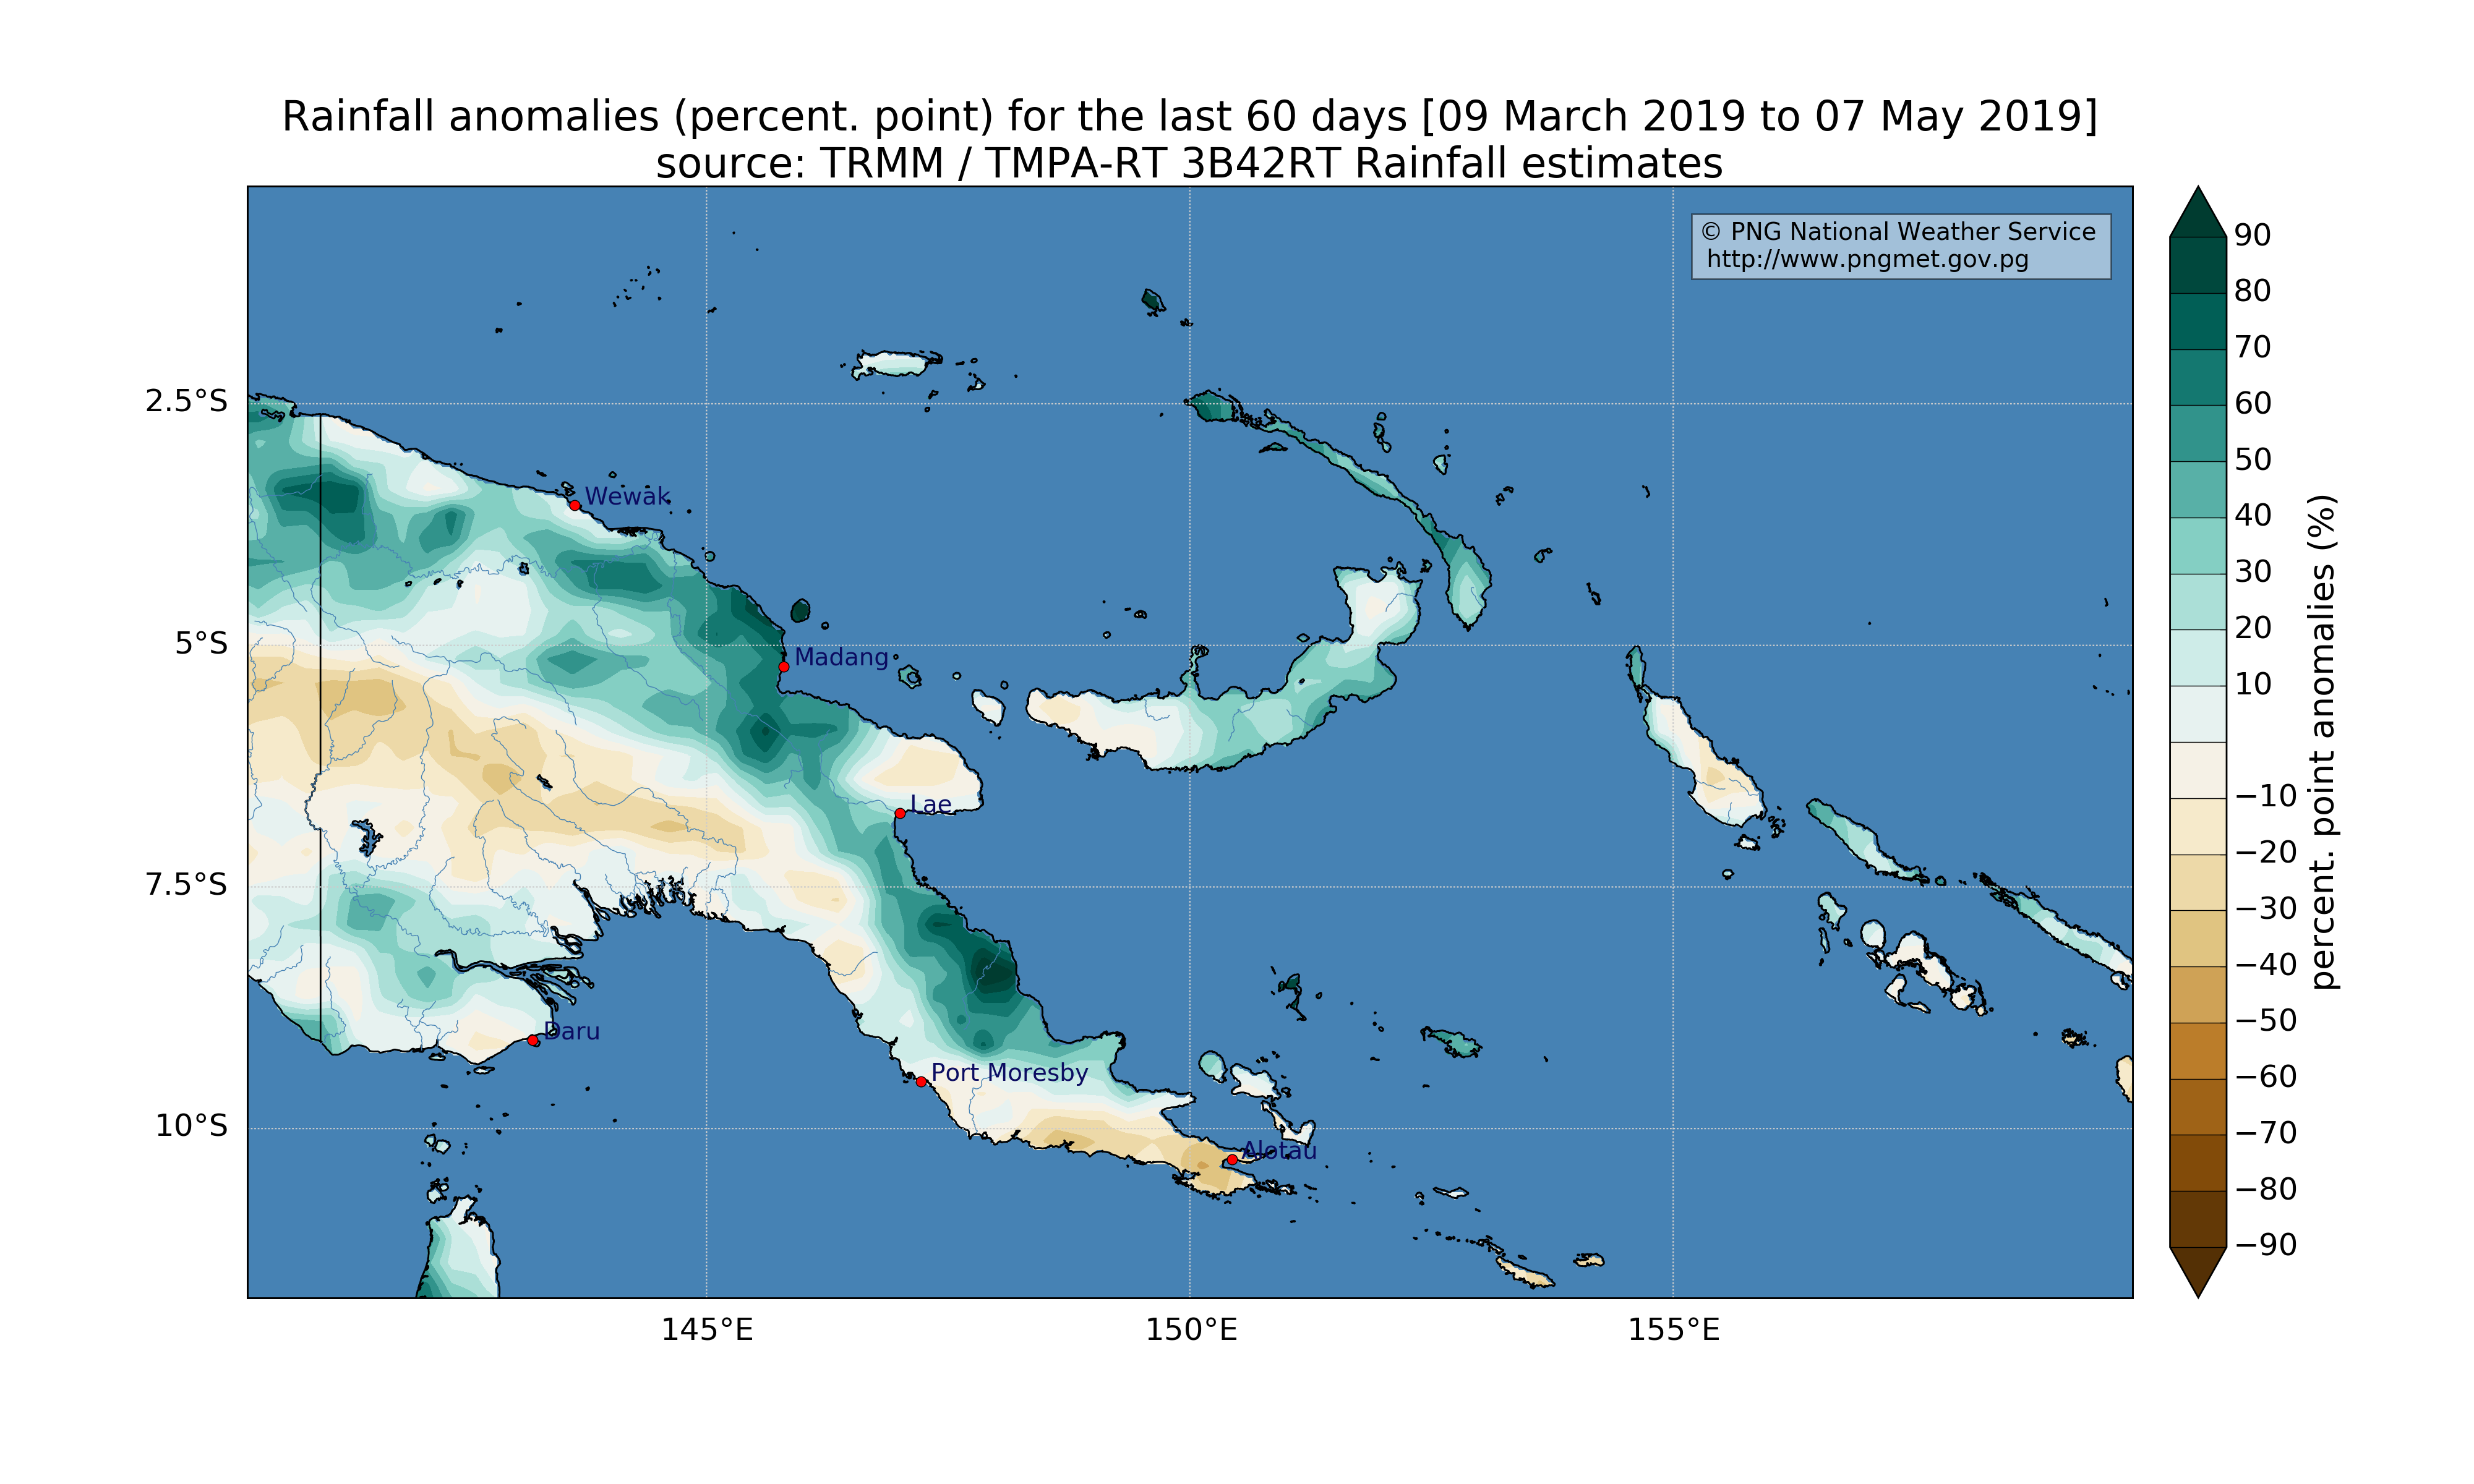 Rainfall anomalies (percent. point) for the last 60 days [09 March 2019 to 07 May 2019]
source: TRMM / TMPA-RT 3B42RT Rainfall estimates
© PNG National Weather Service
http://www.pngmet.gov.pg
2.5°S
5°S
7.5°S
10°S
Wewak
Madang
Lae
Daru
Port Moresby
Alotau
145°E
150°E
155°E
90
80
70
60
50
40
30
20
10
−10
−20
−30
−40
−50
−60
−70
−80
−90
percent. point anomalies (%)